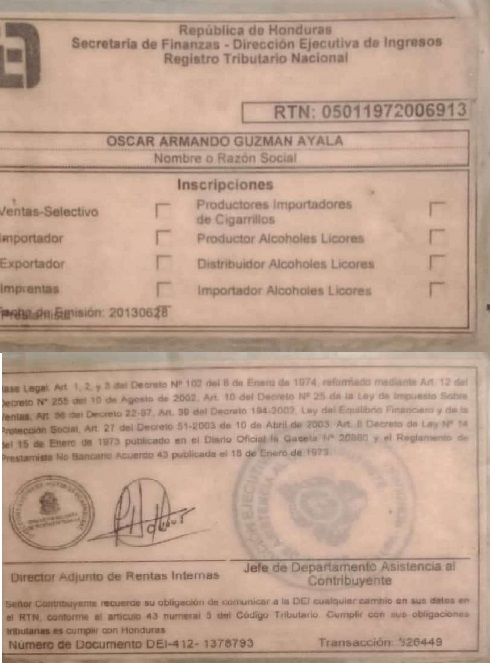 República de Honduras
Secretaria de Finanzas - Dirección Ejecutiva de Ingresos
Registro Tributario Nacional
RTN: 05011972006913
OSCAR ARMANDO GUZMAN AYALA
Nombre o Razón Social
Inscripciones
Ventas-Selectivo
Productores Importadores
de Cigarrillos
Importador
Productor Alcoholes Licores
Exportador
Distribuidor Alcoholes Licores
Imprentas
Importador Alcoholes Licores
Prestamista
Fecha de Emisión: 20130628
Base Legal. Art. 1, 2, y 3 del Decreto Nº 102 del 8 de Enero de 1974, reformado mediante Art. 12 del
Decreto Nº 255 del 10 de Agosto de 2002, Art. 10 del Decreto Nº 25 de la Ley de Impuesto Sobre
Ventas, Art. 56 del Decreto 22-97, Art. 39 del Decreto 194-2002, Ley del Equilibrio Financiero y de la
Protección Social, Art. 27 del Decreto 51-2003 de 10 de Abril de 2003, Art. 8 Decreto de Ley Nº 14
del 15 de Enero de 1973 publicado en el Diario Oficial la Gaceta Nº 20880 y el Reglamento de
Prestamista No Bancario Acuerdo 43 publicada el 18 de Enero de 1973.
Director Adjunto de Rentas Internas
Jefe de Departamento Asistencia al
Contribuyente
Señor Contribuyente recuerde su obligación de comunicar a la DEI cualquier cambio en sus datos en
el RTN, conforme al articulo 43 numeral 5 del Código Tributario. Cumplir con sus obligaciones
tributarias es cumplir con Honduras
Número de Documento DEI-412- 1378793
Transacción: 526449